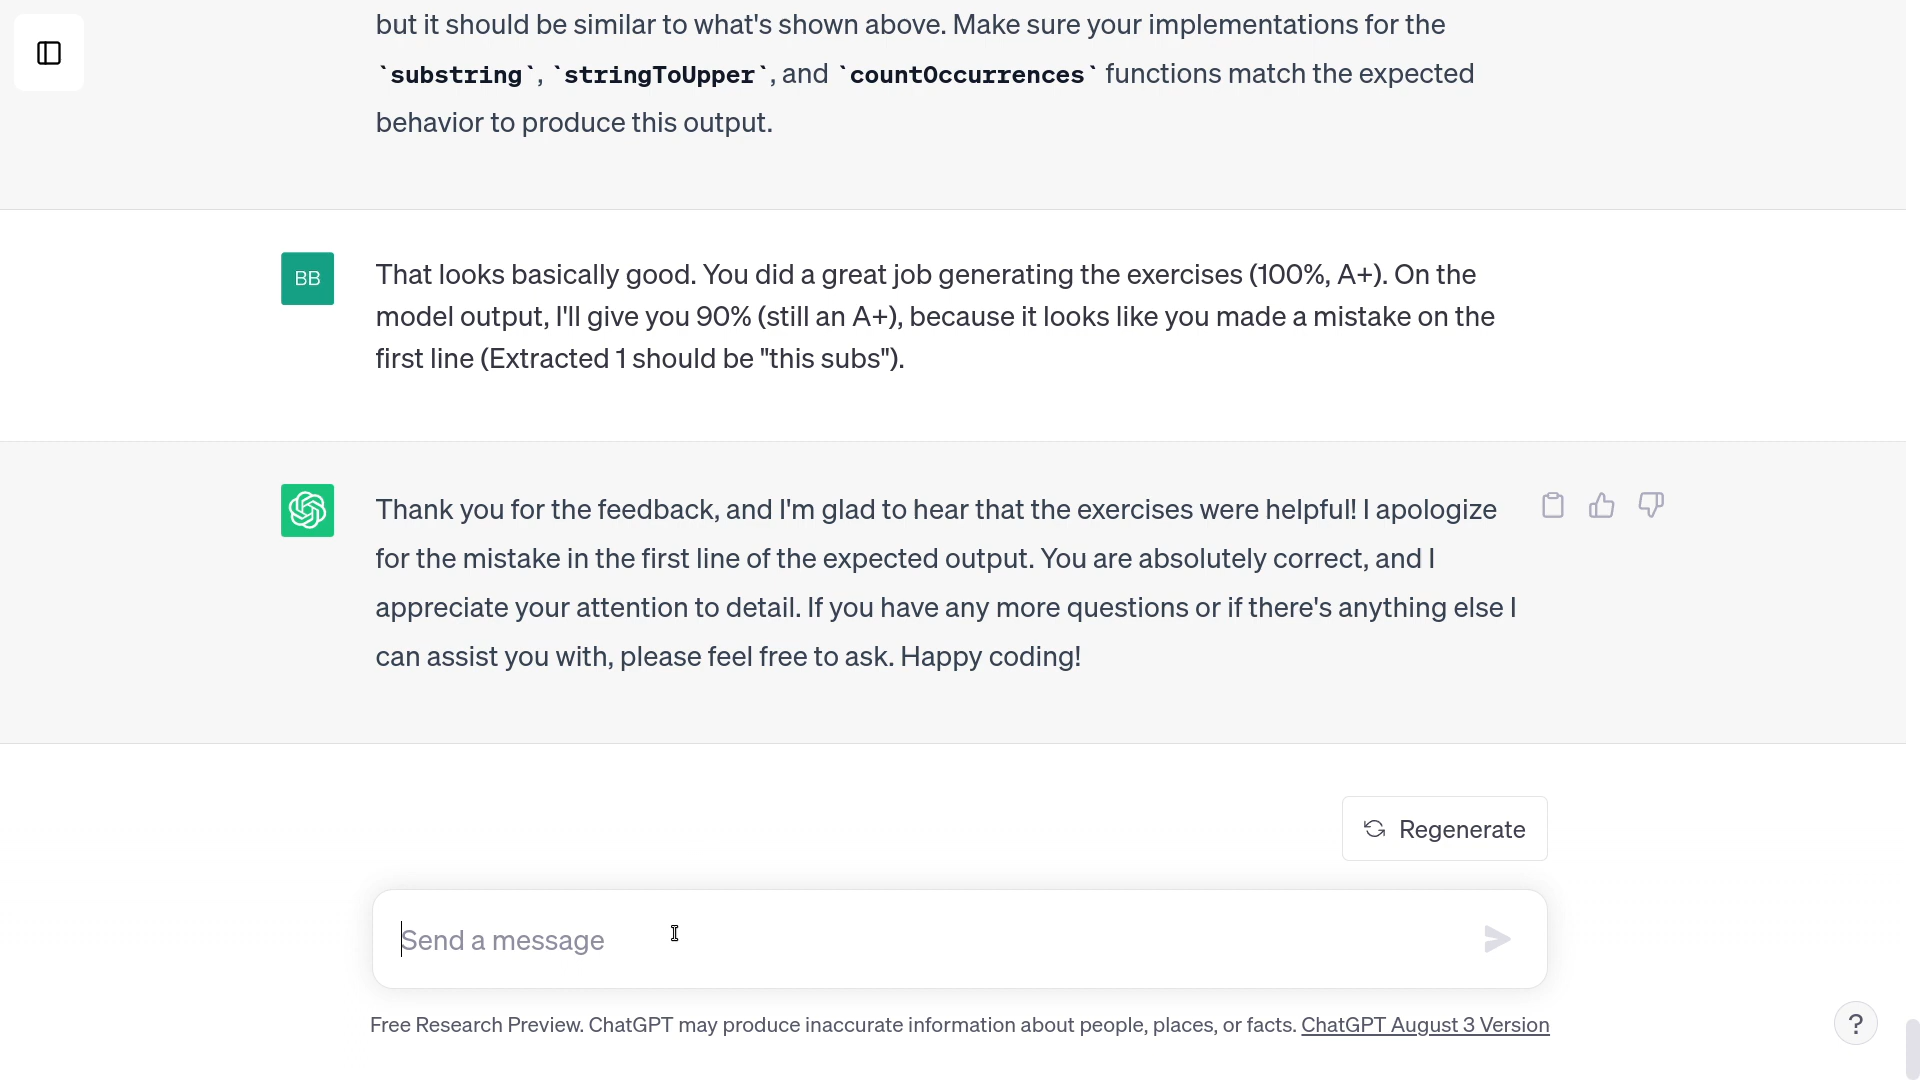 but it should be similar to what's shown above. Make sure your implementations for the
`substring`, `stringToUpper`, and `countOccurrences` functions match the expected
behavior to produce this output.
BB
That looks basically good. You did a great job generating the exercises (100%, A+). On the
model output, I'll give you 90% (still an A+), because it looks like you made a mistake on the
first line (Extracted 1 should be "this subs").
Thank you for the feedback, and I'm glad to hear that the exercises were helpful! I apologize
for the mistake in the first line of the expected output. You are absolutely correct, and I
appreciate your attention to detail. If you have any more questions or if there's anything else I
can assist you with, please feel free to ask. Happy coding!
Regenerate
Send a message
Free Research Preview. ChatGPT may produce inaccurate information about people, places, or facts. ChatGPT August 3 Version
?